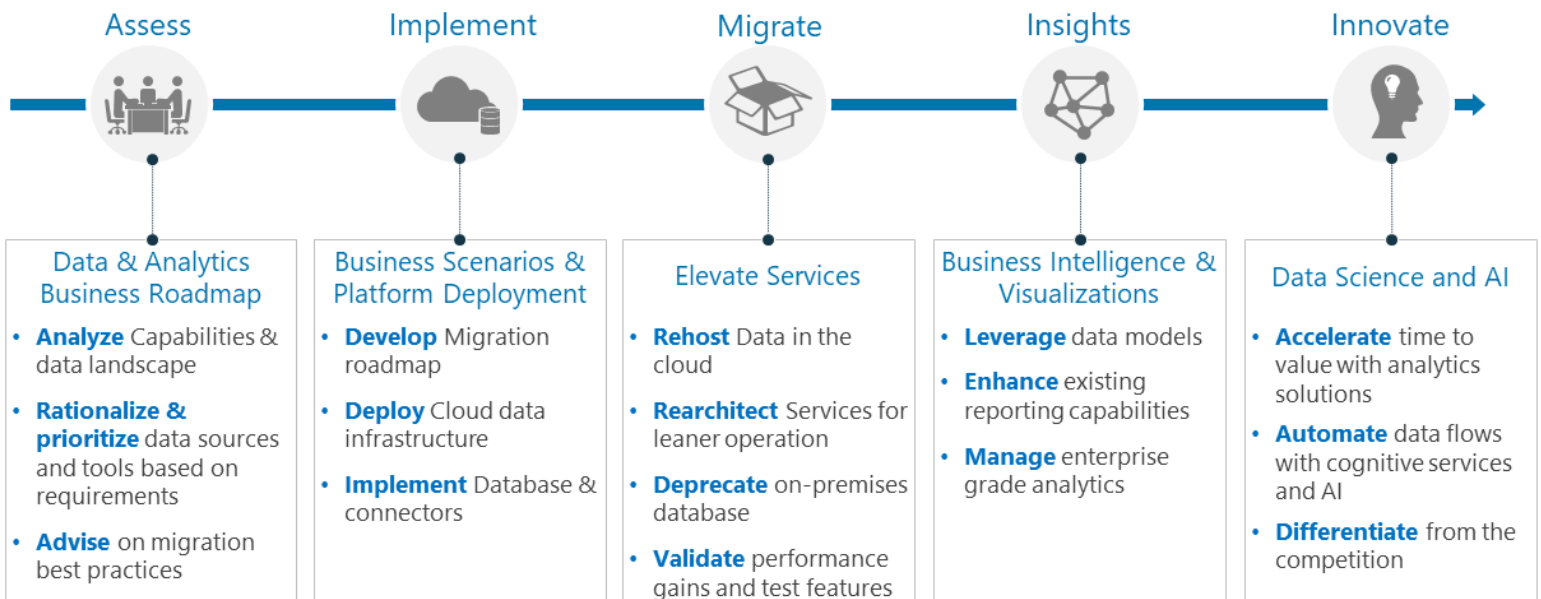 Assess
Implement
Migrate
Insights
Innovate
Data & Analytics
Business Roadmap
• Analyze Capabilities &
data landscape
• Rationalize &
prioritize data sources
and tools based on
requirements
• Advise on migration
best practices
Business Scenarios &
Platform Deployment
• Develop Migration
roadmap
• Deploy Cloud data
infrastructure
• Implement Database &
connectors
Elevate Services
• Rehost Data in the
cloud
• Rearchitect Services for
leaner operation
• Deprecate on-premises
database
• Validate performance
gains and test features
Business Intelligence &
Visualizations
• Leverage data models
• Enhance existing
reporting capabilities
• Manage enterprise
grade analytics
Data Science and AI
• Accelerate time to
value with analytics
solutions
• Automate data flows
with cognitive services
and AI
• Differentiate from the
competition